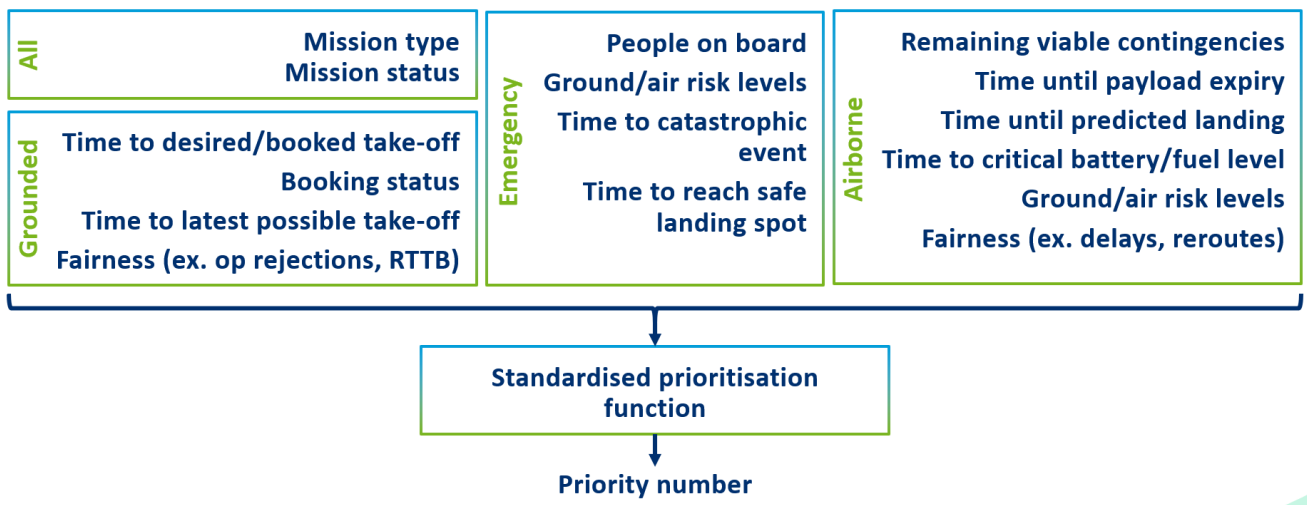 All
Mission type
Mission status
Grounded
Time to desired/booked take-off
Booking status
Time to latest possible take-off
Fairness (ex. op rejections, RTTB)
Emergency
People on board
Ground/air risk levels
Time to catastrophic
event
Time to reach safe
landing spot
Airborne
Remaining viable contingencies
Time until payload expiry
Time until predicted landing
Time to critical battery/fuel level
Ground/air risk levels
Fairness (ex. delays, reroutes)
Standardised prioritisation
function
Priority number